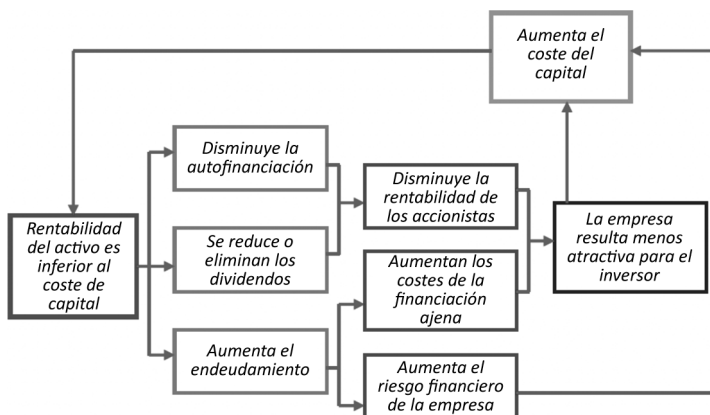 Aumenta el
coste del
capital
Disminuye la
autofinanciación
Disminuye la
rentabilidad de
los accionistas
Rentabilidad
del activo es
inferior al
coste de
capital
Se reduce o
eliminan los
dividendos
La empresa
resulta menos
atractiva para el
inversor
Aumentan los
costes de la
financiación
ajena
Aumenta el
endeudamiento
Aumenta el
riesgo financiero
de la empresa